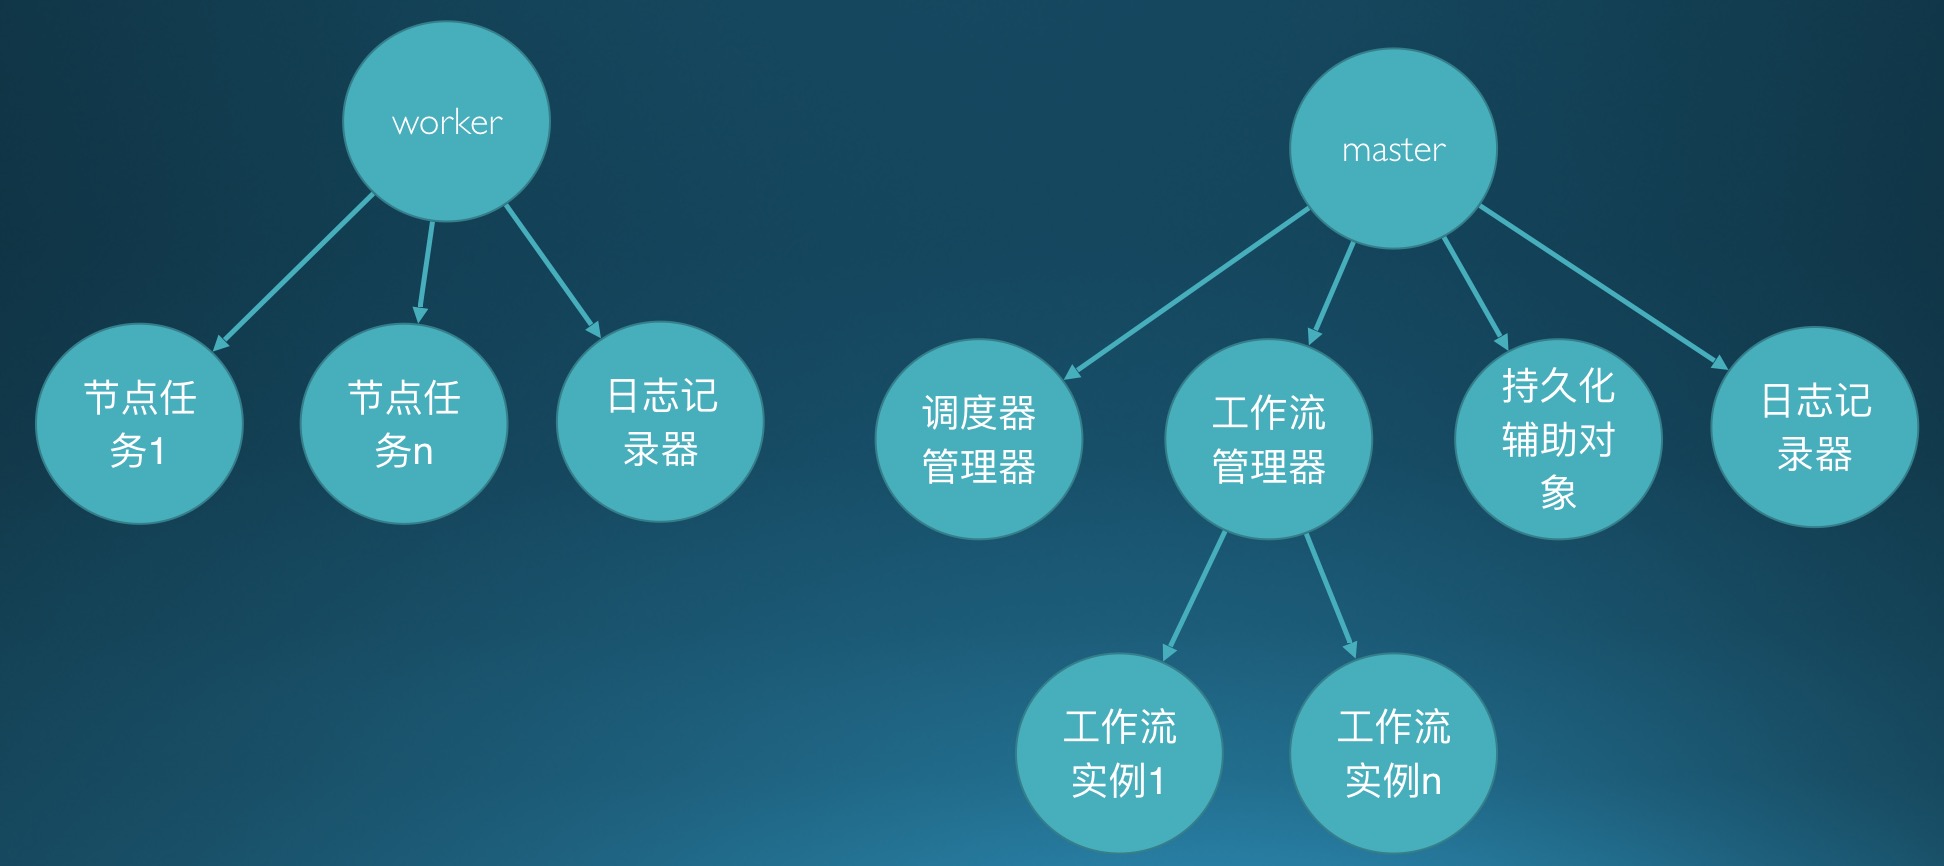 worker
master
节点任
务1
节点任
务n
日志记
录器
调度器
管理器
工作流
管理器
持久化
辅助对
象
日志记
录器
工作流
实例1
工作流
实例n